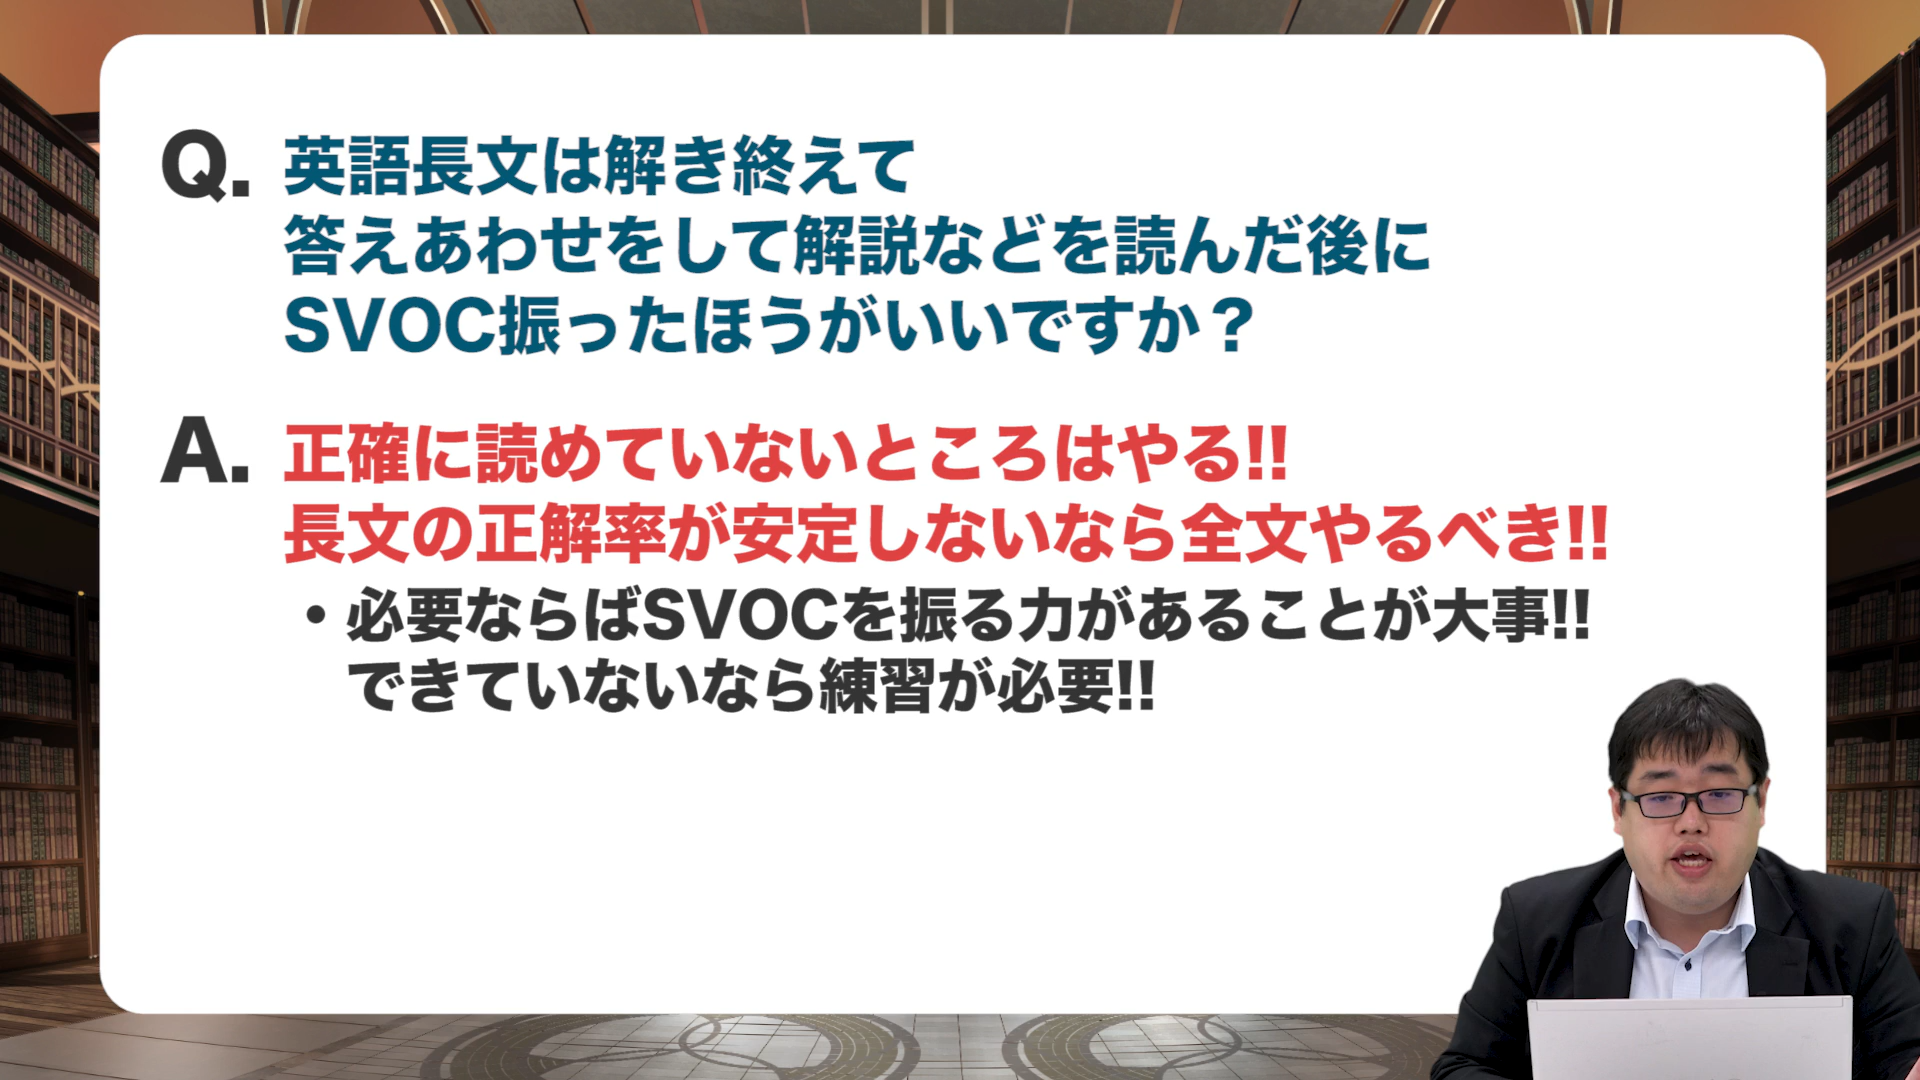 Q. 英語長文は解き終えて
答えあわせをして解説などを読んだ後に
SVOC振ったほうがいいですか？
A. 正確に読めていないところはやる!!
長文の正解率が安定しないなら全文やるべき!!
・必要ならばSVOCを振る力があることが大事!!
できていないなら練習が必要!!